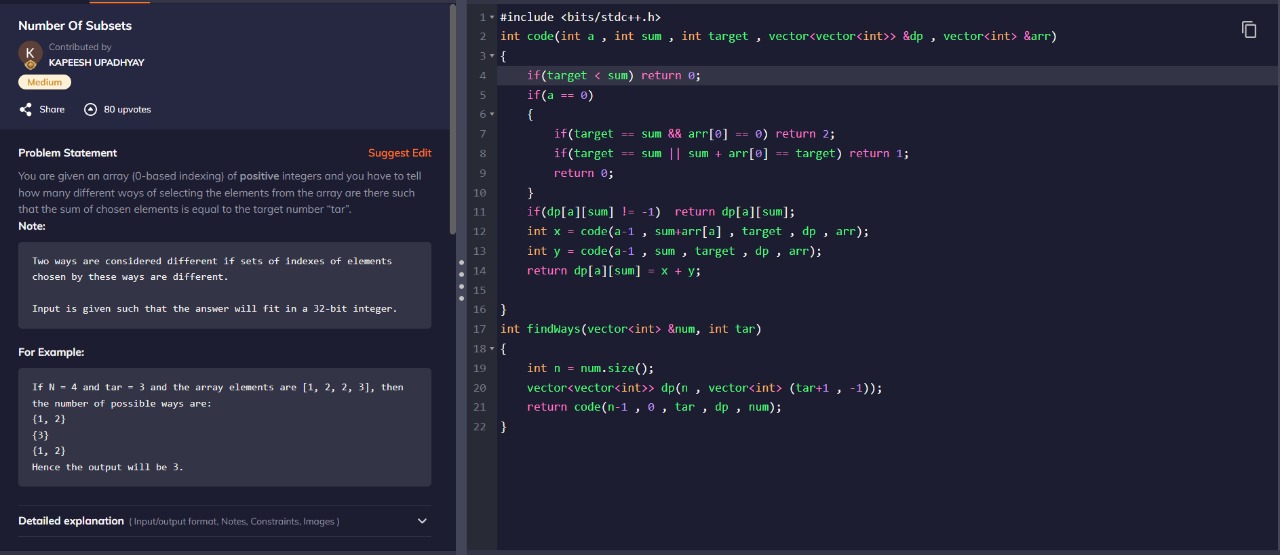 Number Of Subsets
K
Contributed by
KAPEESH UPADHYAY
Medium
Share
80 upvotes
Problem Statement
Suggest Edit
You are given an array (0-based indexing) of positive integers and you have to tell
how many different ways of selecting the elements from the array are there such
that the sum of chosen elements is equal to the target number “tar”.
Note:
Two ways are considered different if sets of indexes of elements
chosen by these ways are different.
Input is given such that the answer will fit in a 32-bit integer.
For Example:
If N = 4 and tar = 3 and the array elements are [1, 2, 2, 3], then
the number of possible ways are:
{1, 2}
{3}
{1, 2}
Hence the output will be 3.
Detailed explanation ( Input/output format, Notes, Constraints, Images )
1 #include <bits/stdc++.h>
2 int code(int a , int sum , int target , vector<vector<int>> &dp , vector<int> &arr)
3 {
4     if(target < sum) return 0;
5     if(a == 0)
6     {
7         if(target == sum && arr[0] == 0) return 2;
8         if(target == sum || sum + arr[0] == target) return 1;
9         return 0;
10     }
11     if(dp[a][sum] != -1)  return dp[a][sum];
12     int x = code(a-1 , sum+arr[a] , target , dp , arr);
13     int y = code(a-1 , sum , target , dp , arr);
14     return dp[a][sum] = x + y;
15
16 }
17 int findWays(vector<int> &num, int tar)
18 {
19     int n = num.size();
20     vector<vector<int>> dp(n , vector<int> (tar+1 , -1));
21     return code(n-1 , 0 , tar , dp , num);
22 }